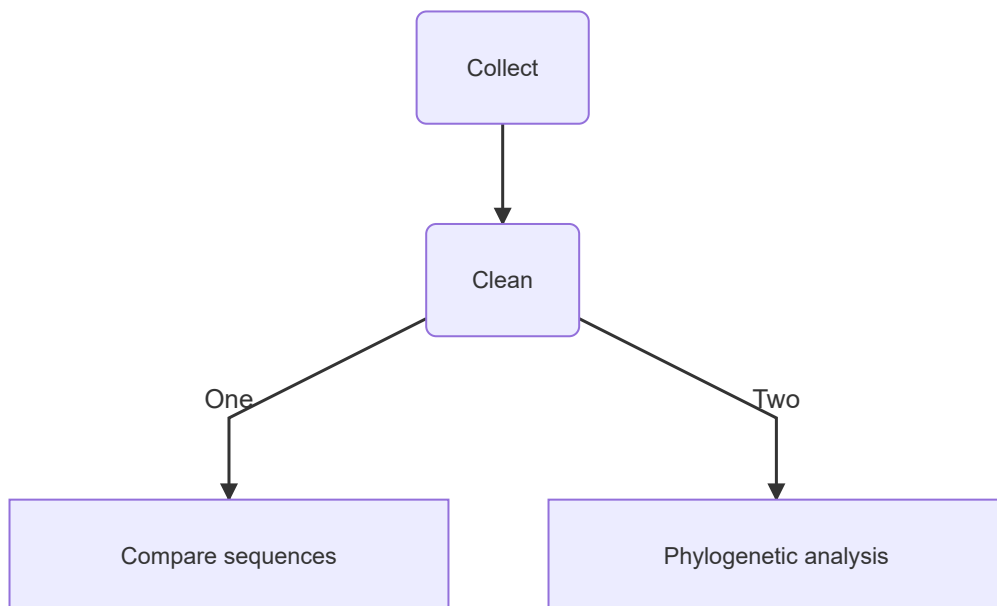 Collect
Clean
One
Two
Compare sequences
Phylogenetic analysis